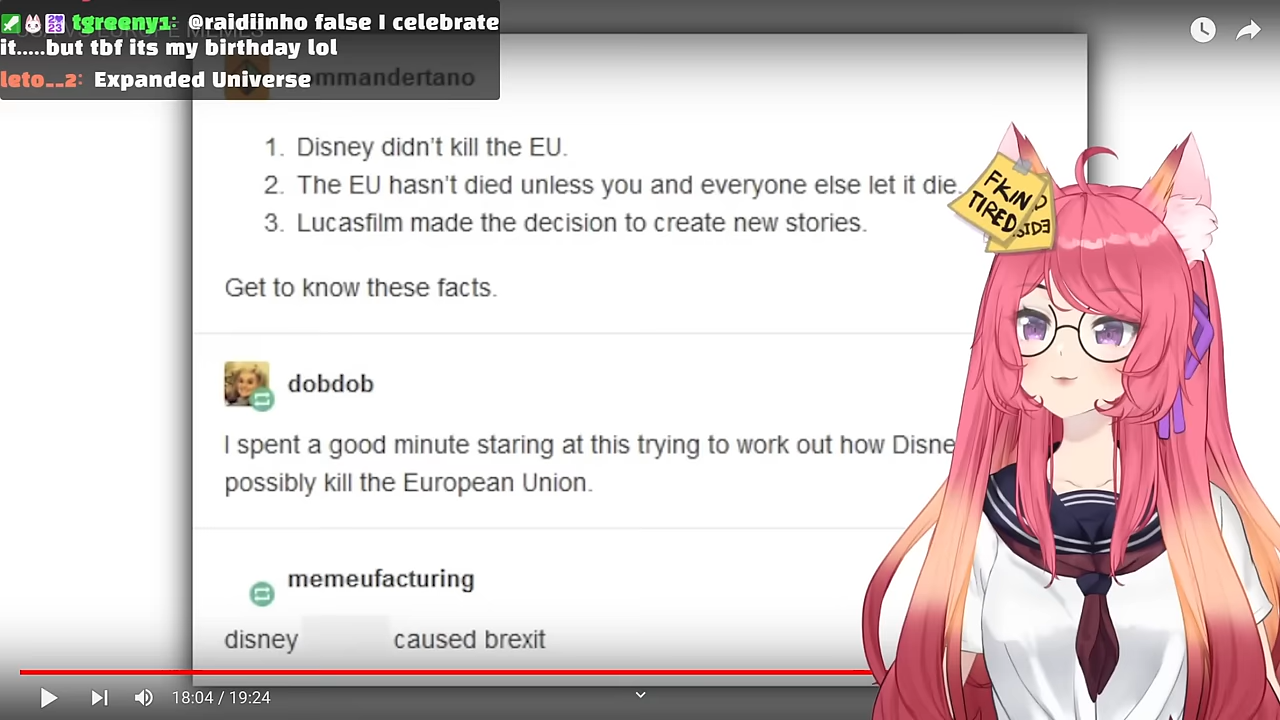 tgreeny1: @raidiinho false I celebrate
it.....but tbf its my birthday lol
leto__2: Expanded Universe
mmandertano
1. Disney didn't kill the EU.
2. The EU hasn't died unless you and everyone else let it die.
3. Lucasfilm made the decision to create new stories.
Get to know these facts.
FKIN
TIRED
SIDE
dobdob
I spent a good minute staring at this trying to work out how Disne
possibly kill the European Union.
memeufacturing
disney caused brexit
18:04 / 19:24